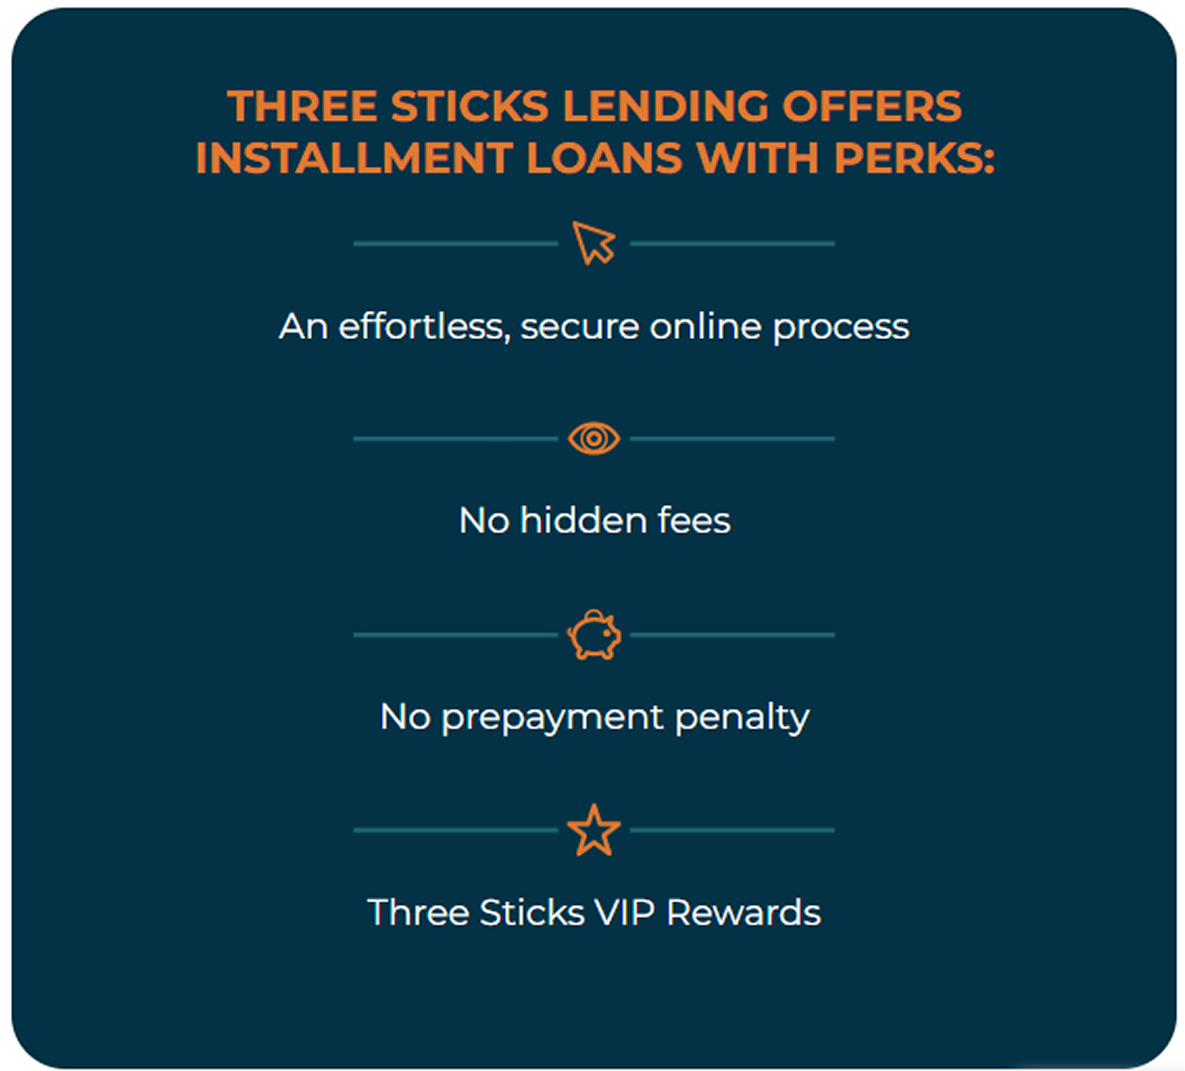 THREE STICKS LENDING OFFERS
INSTALLMENT LOANS WITH PERKS:
An effortless, secure online process
No hidden fees
No prepayment penalty
Three Sticks VIP Rewards